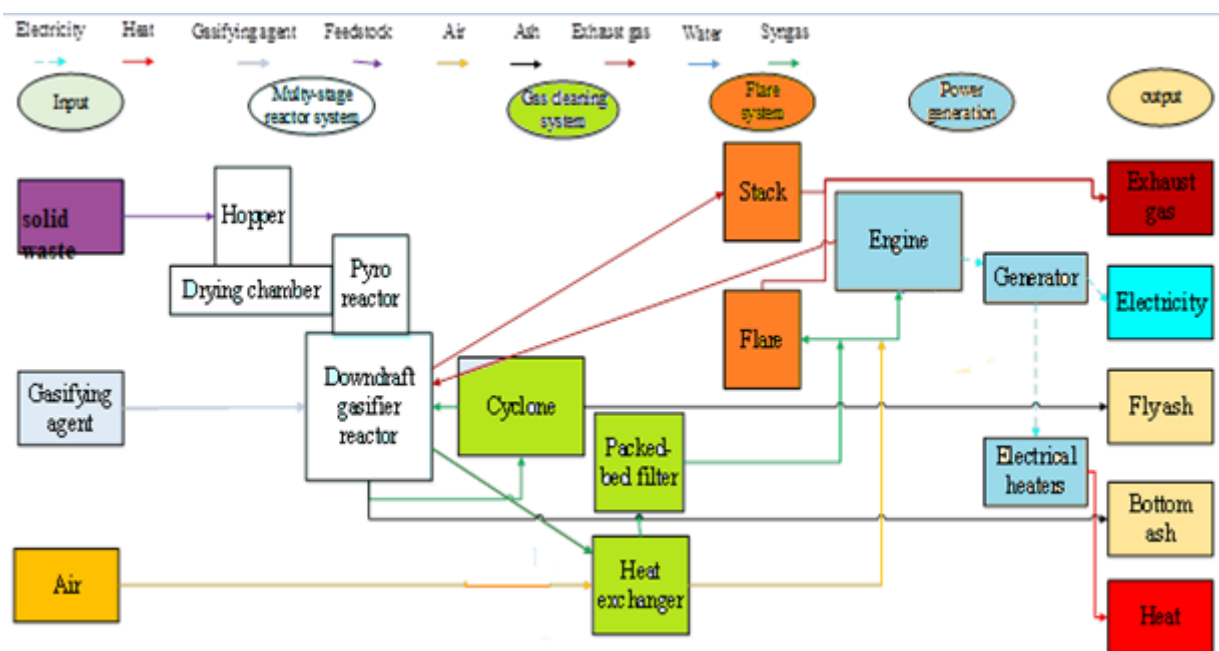 Electricity Heat Gasifying agent Feedstock Air Ash Exhaust gas Water Syngas
Input
Multy-stage
reactor system
Gas cleaning
system
Flare
system
Power
generation
output
solid
waste
Hopper
Drying chamber
Pyro
reactor
Stack
Engine
Exhaust
gas
Generator
Electricity
Flare
Gasifying
agent
Downdraft
gasifier
reactor
Cyclone
Packed-
bed filter
Flyash
Electrical
heaters
Bottom
ash
Air
Heat
exchanger
Heat